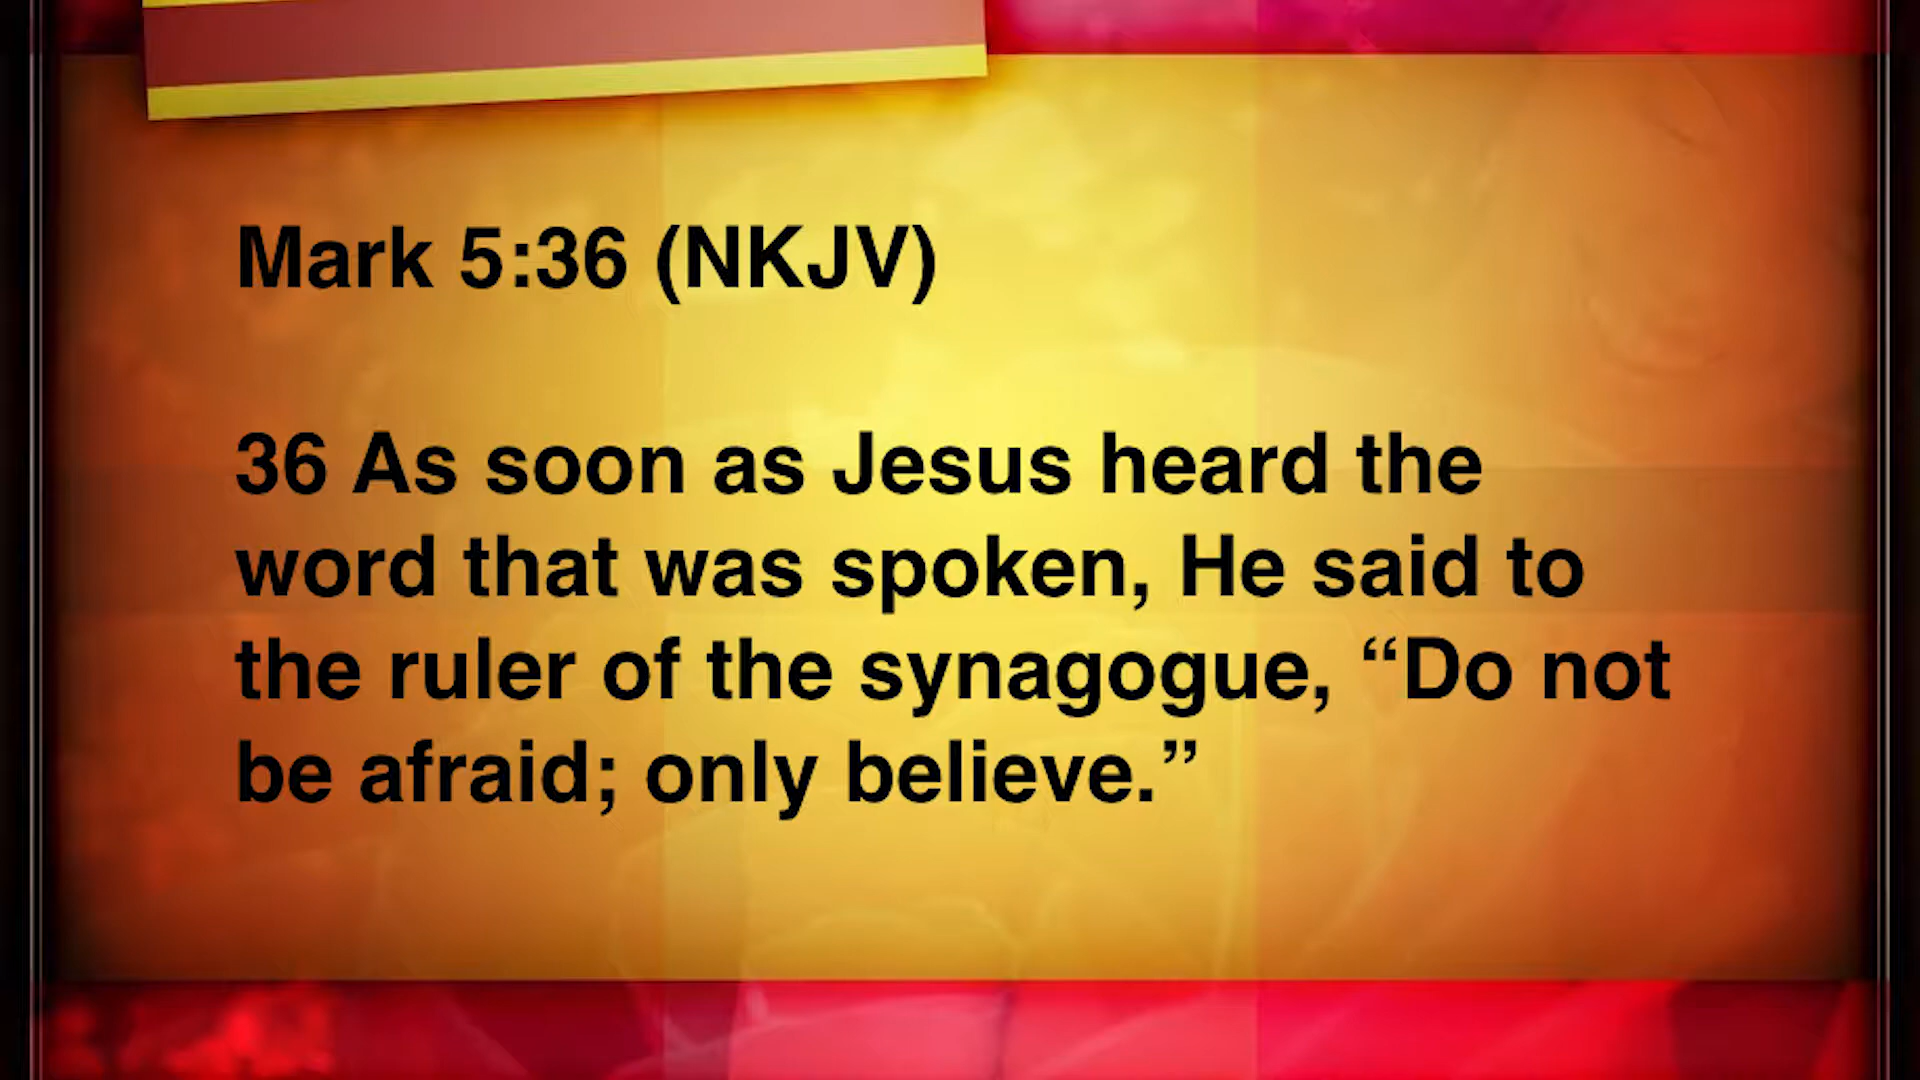 Mark 5:36 (NKJV)
36 As soon as Jesus heard the
word that was spoken, He said to
the ruler of the synagogue, “Do not
be afraid; only believe.”